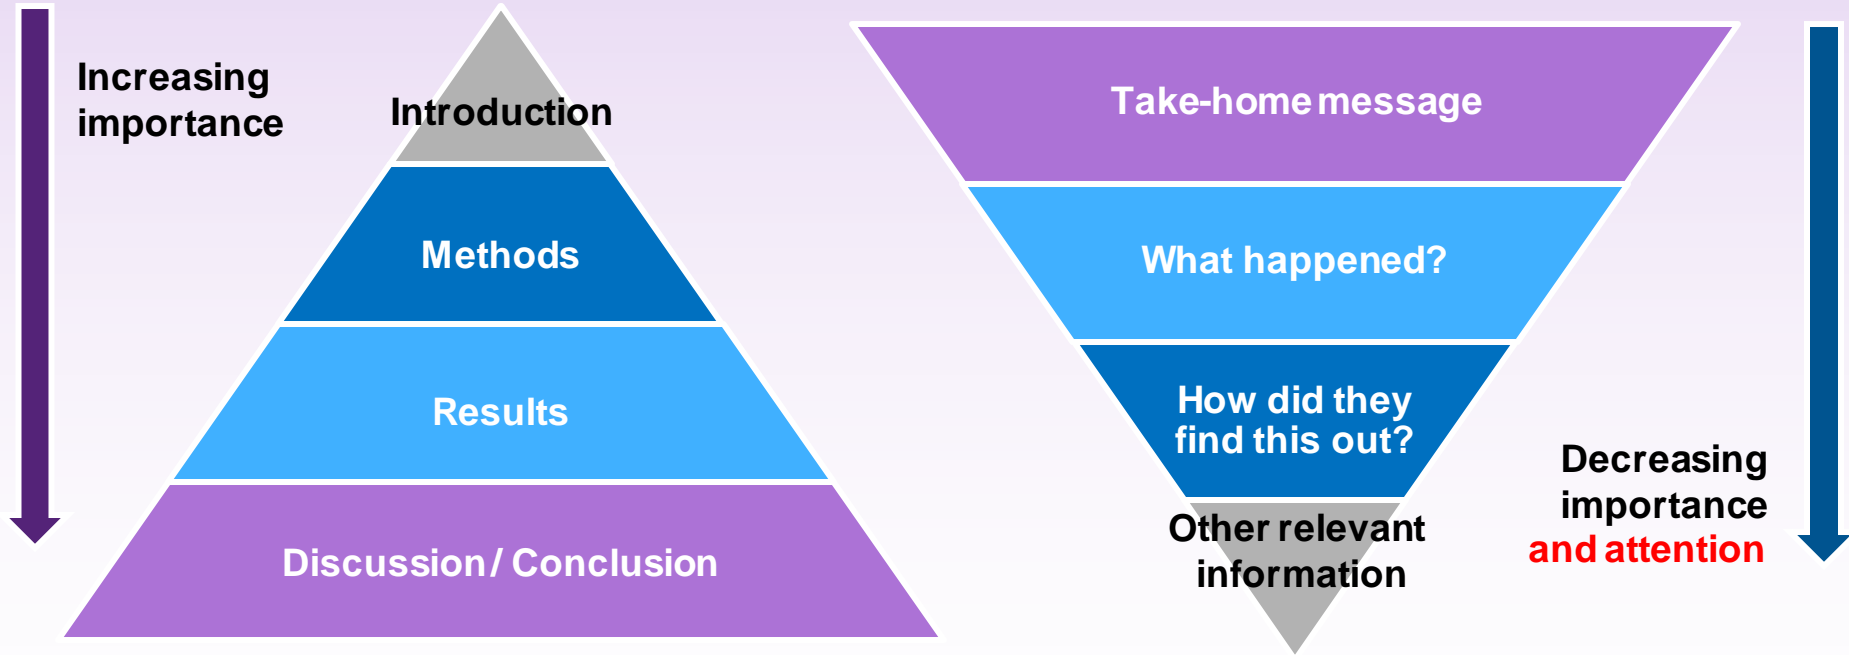 Increasing
importance
Introduction
Methods
Results
Discussion / Conclusion
Take-home message
What happened?
How did they
find this out?
Other relevant
information
Decreasing
importance
and attention